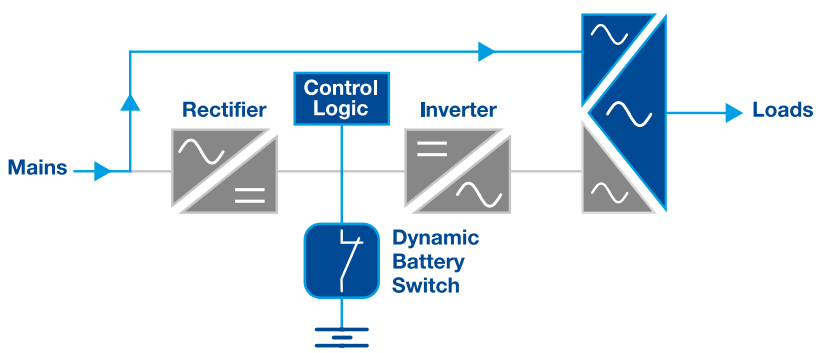 Control
Logic
Rectifier
Inverter
Mains
Loads
Dynamic
Battery
Switch